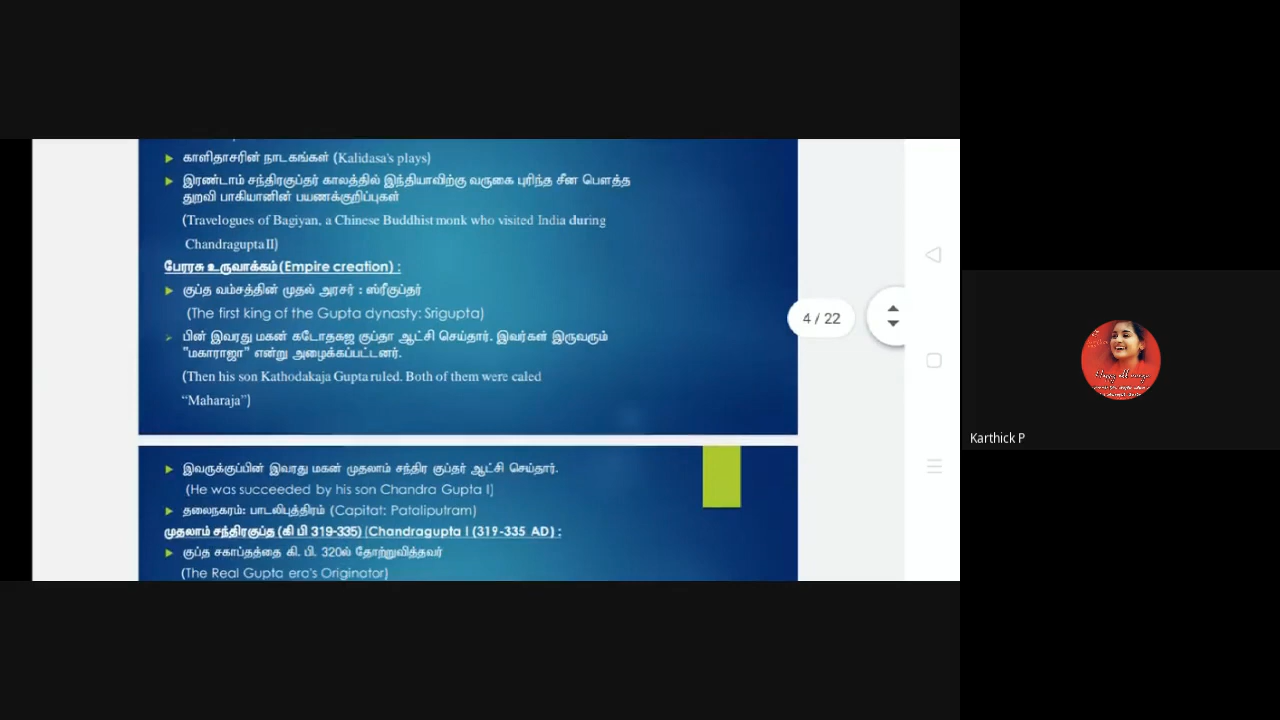 காளிதாசரின் நாடகங்கள் (Kalidasa's plays)
இரண்டாம் சந்திரகுப்தர் காலத்தில் இந்தியாவிற்கு வருகை புரிந்த சீன பௌத்த
துறவி பாகியானின் பயணக்குறிப்புகள்
(Travelogues of Bagiyan, a Chinese Buddhist monk who visited India during
Chandragupta II)
பேரரசு உருவாக்கம் (Empire creation) :
குப்த வம்சத்தின் முதல் அரசர் : ஸ்ரீகுப்தர்
(The first king of the Gupta dynasty: Srigupta)
பின் இவரது மகன் கடோதகஜ குப்தா ஆட்சி செய்தார். இவர்கள் இருவரும்
"மகாராஜா" என்று அழைக்கப்பட்டனர்.
(Then his son Kathodakaja Gupta ruled. Both of them were caled
“Maharaja”)
4 / 22
இவருக்குப்பின் இவரது மகன் முதலாம் சந்திர குப்தர் ஆட்சி செய்தார்.
(He was succeeded by his son Chandra Gupta I)
தலைநகரம்: பாடலிபுத்திரம் (Capitat: Pataliputram)
முதலாம் சந்திரகுப்த (கி பி 319-335) (Chandragupta I (319-335 AD) :
குப்த சகாப்தத்தை கி. பி. 320ல் தோற்றுவித்தவர்
(The Real Gupta era's Originator)
Karthick P